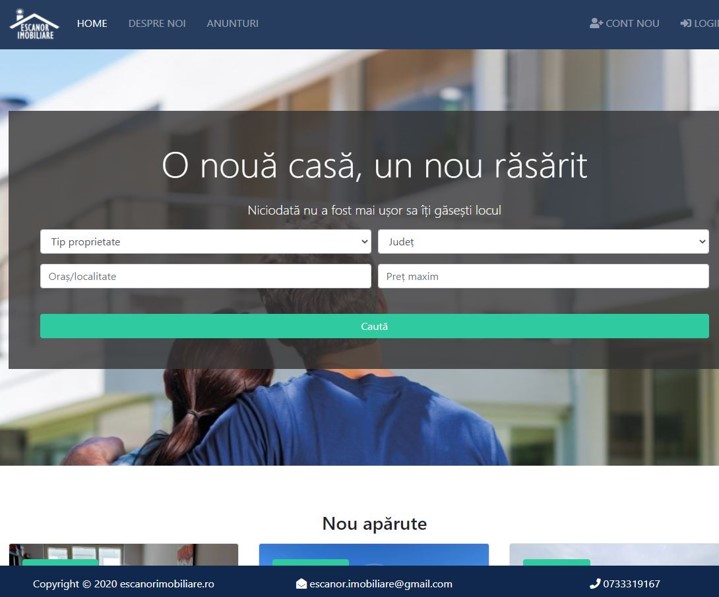 ESCANOR
IMOBILIARE
HOME DESPRE NOI ANUNTURI CONT NOU
O nouă casă, un nou răsărit
Niciodată nu a fost mai ușor sa îți găsești locul
Tip proprietate Județ
Oraș/localitate Preț maxim
Caută
Nou apărute
Copyright © 2020 escanorimobiliare.ro escanor.imobiliare@gmail.com 0733319167